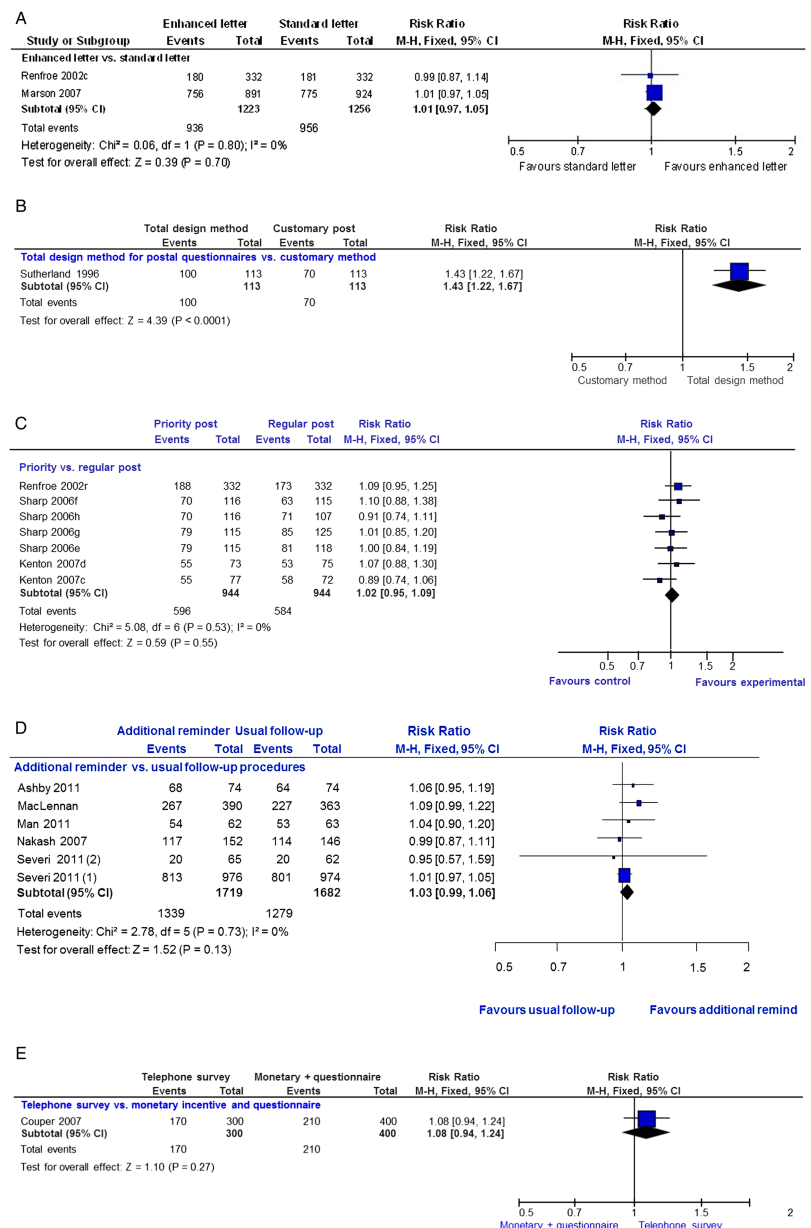 A
Enhanced letter Standard letter Risk Ratio Risk Ratio
Study or Subgroup Events Total Events Total M-H, Fixed, 95% CI M-H, Fixed, 95% CI
Enhanced letter vs. standard letter
Renfroe 2002c 180 332 181 332 0.99 [0.87, 1.14]
Marson 2007 756 891 775 924 1.01 [0.97, 1.05]
Subtotal (95% CI) 1223 1256 1.01 [0.97, 1.05]
Total events 936 956
Heterogeneity: Chi² = 0.06, df = 1 (P = 0.80); I² = 0%
Test for overall effect: Z = 0.39 (P = 0.70)
0.5 0.7 1 1.5 2
Favours standard letter Favours enhanced letter
B
Total design method Customary post Risk Ratio Risk Ratio
Events Total Events Total M-H, Fixed, 95% CI M-H, Fixed, 95% CI
Total design method for postal questionnaires vs. customary method
Sutherland 1996 100 113 70 113 1.43 [1.22, 1.67]
Subtotal (95% CI) 113 113 1.43 [1.22, 1.67]
Total events 100 70
Test for overall effect: Z = 4.39 (P < 0.0001)
0.5 0.7 1 1.5 2
Customary method Total design method
C
Priority post Regular post Risk Ratio Risk Ratio
Events Total Events Total M-H, Fixed, 95% CI M-H, Fixed, 95% CI
Priority vs. regular post
Renfroe 2002r 188 332 173 332 1.09 [0.95, 1.25]
Sharp 2006f 70 116 63 115 1.10 [0.88, 1.38]
Sharp 2006h 70 116 71 107 0.91 [0.74, 1.11]
Sharp 2006g 79 115 85 125 1.01 [0.85, 1.20]
Sharp 2006e 79 115 81 118 1.00 [0.84, 1.19]
Kenton 2007d 55 73 53 75 1.07 [0.88, 1.30]
Kenton 2007c 55 77 58 72 0.89 [0.74, 1.06]
Subtotal (95% CI) 944 944 1.02 [0.95, 1.09]
Total events 596 584
Heterogeneity: Chi² = 5.08, df = 6 (P = 0.53); I² = 0%
Test for overall effect: Z = 0.59 (P = 0.55)
0.5 0.7 1 1.5 2
Favours control Favours experimental
D
Additional reminder Usual follow-up Risk Ratio Risk Ratio
Events Total Events Total M-H, Fixed, 95% CI M-H, Fixed, 95% CI
Additional reminder vs. usual follow-up procedures
Ashby 2011 68 74 64 74 1.06 [0.95, 1.19]
MacLennan 267 390 227 363 1.09 [0.99, 1.22]
Man 2011 54 62 53 63 1.04 [0.90, 1.20]
Nakash 2007 117 152 114 146 0.99 [0.87, 1.11]
Severi 2011 (2) 20 65 20 62 0.95 [0.57, 1.59]
Severi 2011 (1) 813 976 801 974 1.01 [0.97, 1.05]
Subtotal (95% CI) 1719 1682 1.03 [0.99, 1.06]
Total events 1339 1279
Heterogeneity: Chi² = 2.78, df = 5 (P = 0.73); I² = 0%
Test for overall effect: Z = 1.52 (P = 0.13)
0.5 0.7 1 1.5 2
Favours usual follow-up Favours additional remind
E
Telephone survey Monetary + questionnaire Risk Ratio Risk Ratio
Events Total Events Total M-H, Fixed, 95% CI M-H, Fixed, 95% CI
Telephone survey vs. monetary incentive and questionnaire
Couper 2007 170 300 210 400 1.08 [0.94, 1.24]
Subtotal (95% CI) 300 400 1.08 [0.94, 1.24]
Total events 170 210
Test for overall effect: Z = 1.10 (P = 0.27)
0.5 0.7 1 1.5 2
Monetary + questionnaire Telephone survey